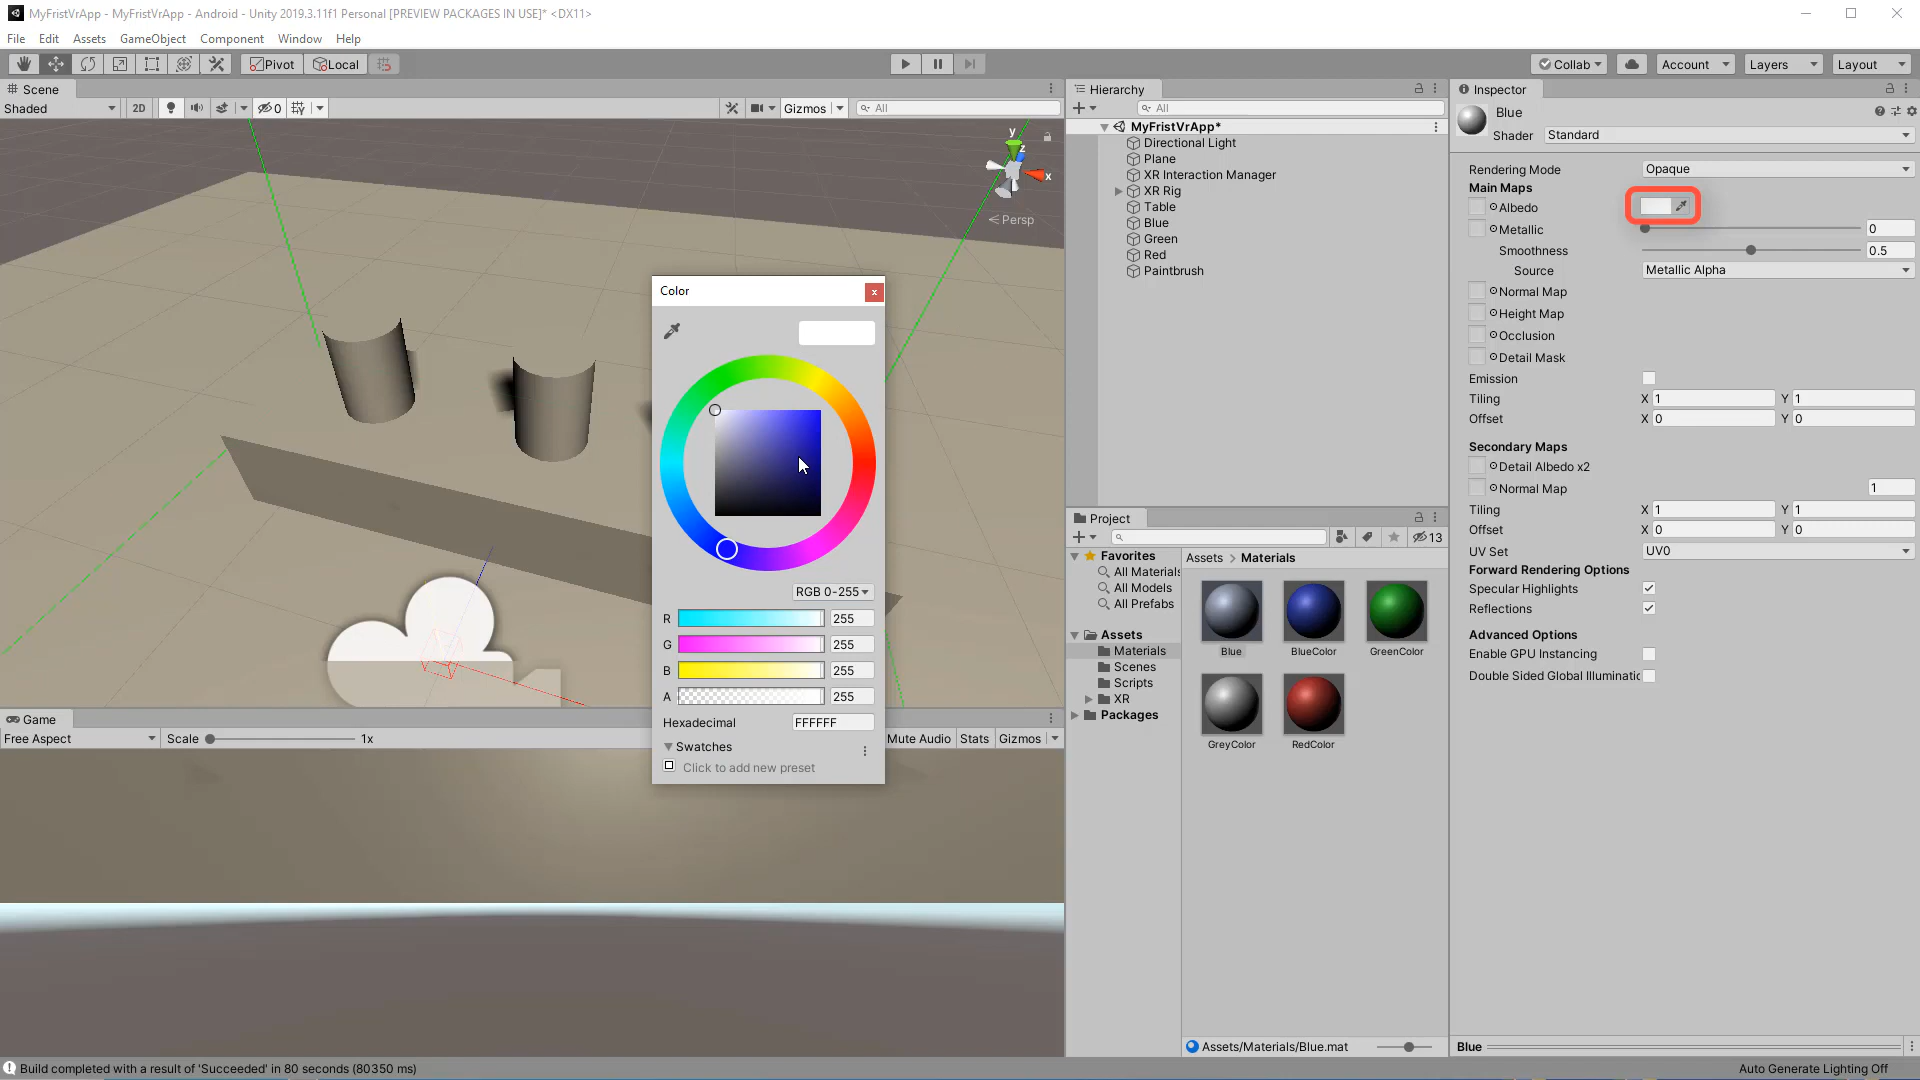 MyFristVrApp - MyFristVrApp - Android - Unity 2019.3.11f1 Personal [PREVIEW PACKAGES IN USE]* <DX11>
File Edit Assets GameObject Component Window Help
Pivot Local Collab Account Layers Layout
Scene
Shaded 2D 0 Gizmos All
y
z
x
Persp
Hierarchy
All
MyFristVrApp*
Directional Light
Plane
XR Interaction Manager
XR Rig
Table
Blue
Green
Red
Paintbrush
Inspector
Blue
Shader Standard
Rendering Mode Opaque
Main Maps
Albedo
Metallic 0
Smoothness 0.5
Source Metallic Alpha
Normal Map
Height Map
Occlusion
Detail Mask
Emission
Tiling X 1 Y 1
Offset X 0 Y 0
Secondary Maps
Detail Albedo x2
Normal Map 1
Tiling X 1 Y 1
Offset X 0 Y 0
UV Set UV0
Forward Rendering Options
Specular Highlights
Reflections
Advanced Options
Enable GPU Instancing
Double Sided Global Illuminatic
Color
x
RGB 0-255
R 255
G 255
B 255
A 255
Hexadecimal FFFFFF
Swatches
Click to add new preset
Project
13
Favorites
All Materials
All Models
All Prefabs
Assets
Materials
Scenes
Scripts
XR
Packages
Assets > Materials
Blue BlueColor GreenColor
GreyColor RedColor
Assets/Materials/Blue.mat
Game
Free Aspect Scale 1x Mute Audio Stats Gizmos
Blue
Build completed with a result of 'Succeeded' in 80 seconds (80350 ms)
Auto Generate Lighting Off